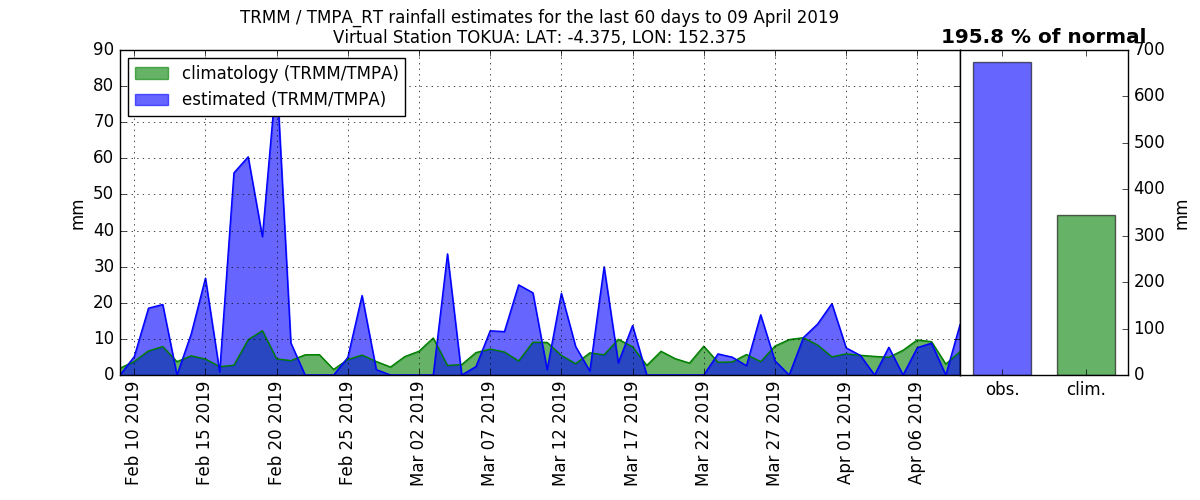 TRMM / TMPA_RT rainfall estimates for the last 60 days to 09 April 2019
Virtual Station TOKUA: LAT: -4.375, LON: 152.375
195.8 % of normal
climatology (TRMM/TMPA)
estimated (TRMM/TMPA)
mm
90
80
70
60
50
40
30
20
10
0
Feb 10 2019
Feb 15 2019
Feb 20 2019
Feb 25 2019
Mar 02 2019
Mar 07 2019
Mar 12 2019
Mar 17 2019
Mar 22 2019
Mar 27 2019
Apr 01 2019
Apr 06 2019
obs.
clim.
700
600
500
400
300
200
100
0
mm